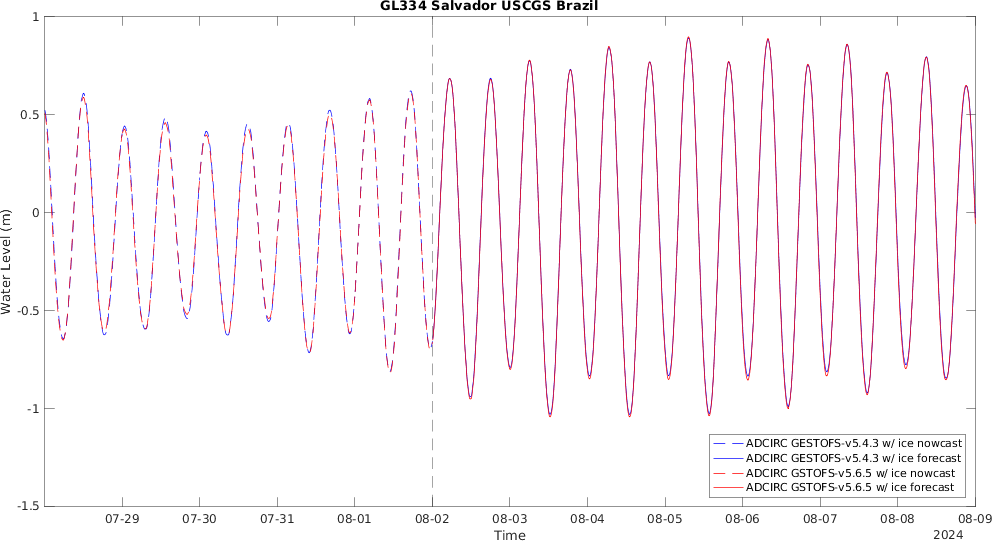 GL334 Salvador USCGS Brazil
Water Level (m)
1
0.5
0
-0.5
-1
-1.5
07-29
07-30
07-31
08-01
08-02
08-03
08-04
08-05
08-06
08-07
08-08
08-09
Time
2024
ADCIRC GESTOFS-v5.4.3 w/ ice nowcast
ADCIRC GESTOFS-v5.4.3 w/ ice forecast
ADCIRC GSTOFS-v5.6.5 w/ ice nowcast
ADCIRC GSTOFS-v5.6.5 w/ ice forecast